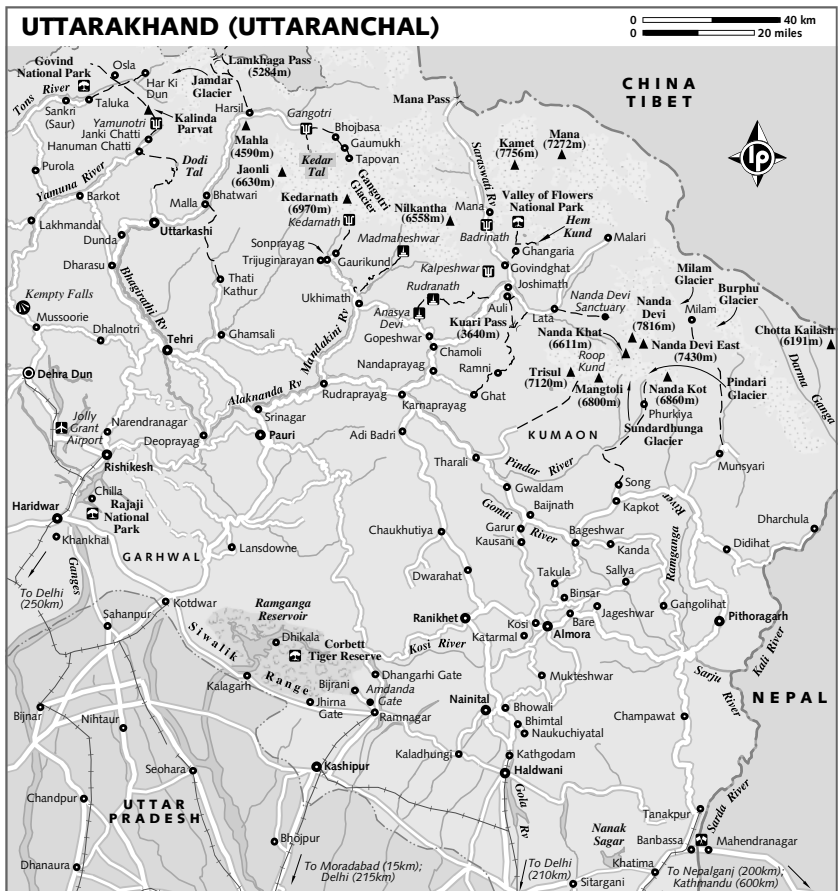 UTTARAKHAND (UTTARANCHAL)
0 40 km
0 20 miles
Govind
National Park
Osla
Har Ki
Dun
Lamkhaga Pass
(5284m)
Jamdar
Glacier
Tons River
Sankri
(Saur)
Taluka
Yamunotri
Janki Chatti
Hanuman Chatti
Kalinda
Parvat
Harsil
Gangotri
Bhojbasa
Gaumukh
Tapovan
Mana Pass
CHINA
TIBET
Mahla
(4590m)
Kedar
Tal
Gangotri
Glacier
Saraswati Rv
Kamet
(7756m)
Mana
(7272m)
lp
Purola
Yamuna River
Barkot
Dodi
Tal
Jaonli
(6630m)
Kedarnath
(6970m)
Kedarnath
Nilkantha
(6558m)
Mana
Valley of Flowers
National Park
Badrinath
Hem
Kund
Bhatwari
Malla
Lakhmandal
Dunda
Uttarkashi
Sonprayag
Trijuginarayan
Gaurikund
Madmaheshwar
Ghangaria
Malari
Kalpeshwar
Govindghat
Dharasu
Bhagirathi Rv
Thati
Kathur
Rudranath
Joshimath
Auli
Milam
Glacier
Burphu
Glacier
Kempty Falls
Mussoorie
Dhalnotri
Ukhimath
Anasya
Devi
Nanda Devi
Sanctuary
Lata
Nanda
Devi
(7816m)
Milam
Tehri
Ghamsali
Mandakini Rv
Gopeshwar
Kuari Pass
(3640m)
Nanda Khat
(6611m)
Nanda Devi East
(7430m)
Chotta Kailash
(6191m)
Chamoli
Roop
Kund
Darma Ganga
Dehra Dun
Nandaprayag
Ramni
Trisul
(7120m)
Mangtoli
(6800m)
Nanda Kot
(6860m)
Pindari
Glacier
Alaknanda Rv
Rudraprayag
Karnaprayag
Ghat
Phurkiya
Jolly
Grant
Airport
Narendranagar
Srinagar
Deoprayag
Pauri
Adi Badri
KUMAON
Sundardhunga
Glacier
Rishikesh
Tharali
Pindar River
Munsyari
Chilla
Haridwar
Rajaji
National
Park
Gwaldam
Song
Kapkot
River
Baijnath
Gomti
River
Khankhal
Ganges
GARHWAL
Lansdowne
Chaukhutiya
Garur
Kausani
Bageshwar
Kanda
Ramganga
Didihat
Dharchula
To Delhi
(250km)
Dwarahat
Takula
Sallya
Binsar
Sahanpur
Kotdwar
Ramganga
Reservoir
Ranikhet
Kosi
Bare
Jageshwar
Gangolihat
Pithoragarh
Siwalik
Range
Dhikala
Corbett
Tiger Reserve
Kosi River
Katarmal
Almora
Kali River
Kalagarh
Bijrani
Dhangarhi Gate
Amdanda
Gate
Mukteshwar
Sarju
River
NEPAL
Bijnar
Nihtaur
Jhirna
Gate
Ramnagar
Nainital
Bhowali
Bhimtal
Naukuchiyatal
Champawat
Seohara
Kashipur
Kaladhungi
Kathgodam
Haldwani
Chandpur
UTTAR
PRADESH
Gola Rv
Tanakpur
Sarda River
Bhojpur
Nanak
Sagar
Banbassa
Mahendranagar
Dhanaura
To Moradabad (15km);
Delhi (215km)
To Delhi
(210km)
Khatima
Sitargani
To Nepalganj (200km);
Kathmandu (600km)